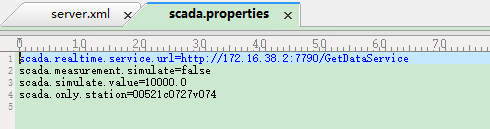 server.xml
scada.properties
0 10 20 30 40 50 60 70
1 scada.realtime.service.url=http://172.16.38.2:7790/GetDataService
2 scada.measurement.simulate=false
3 scada.simulate.value=10000.0
4 scada.only.station=00521c0727v074
5